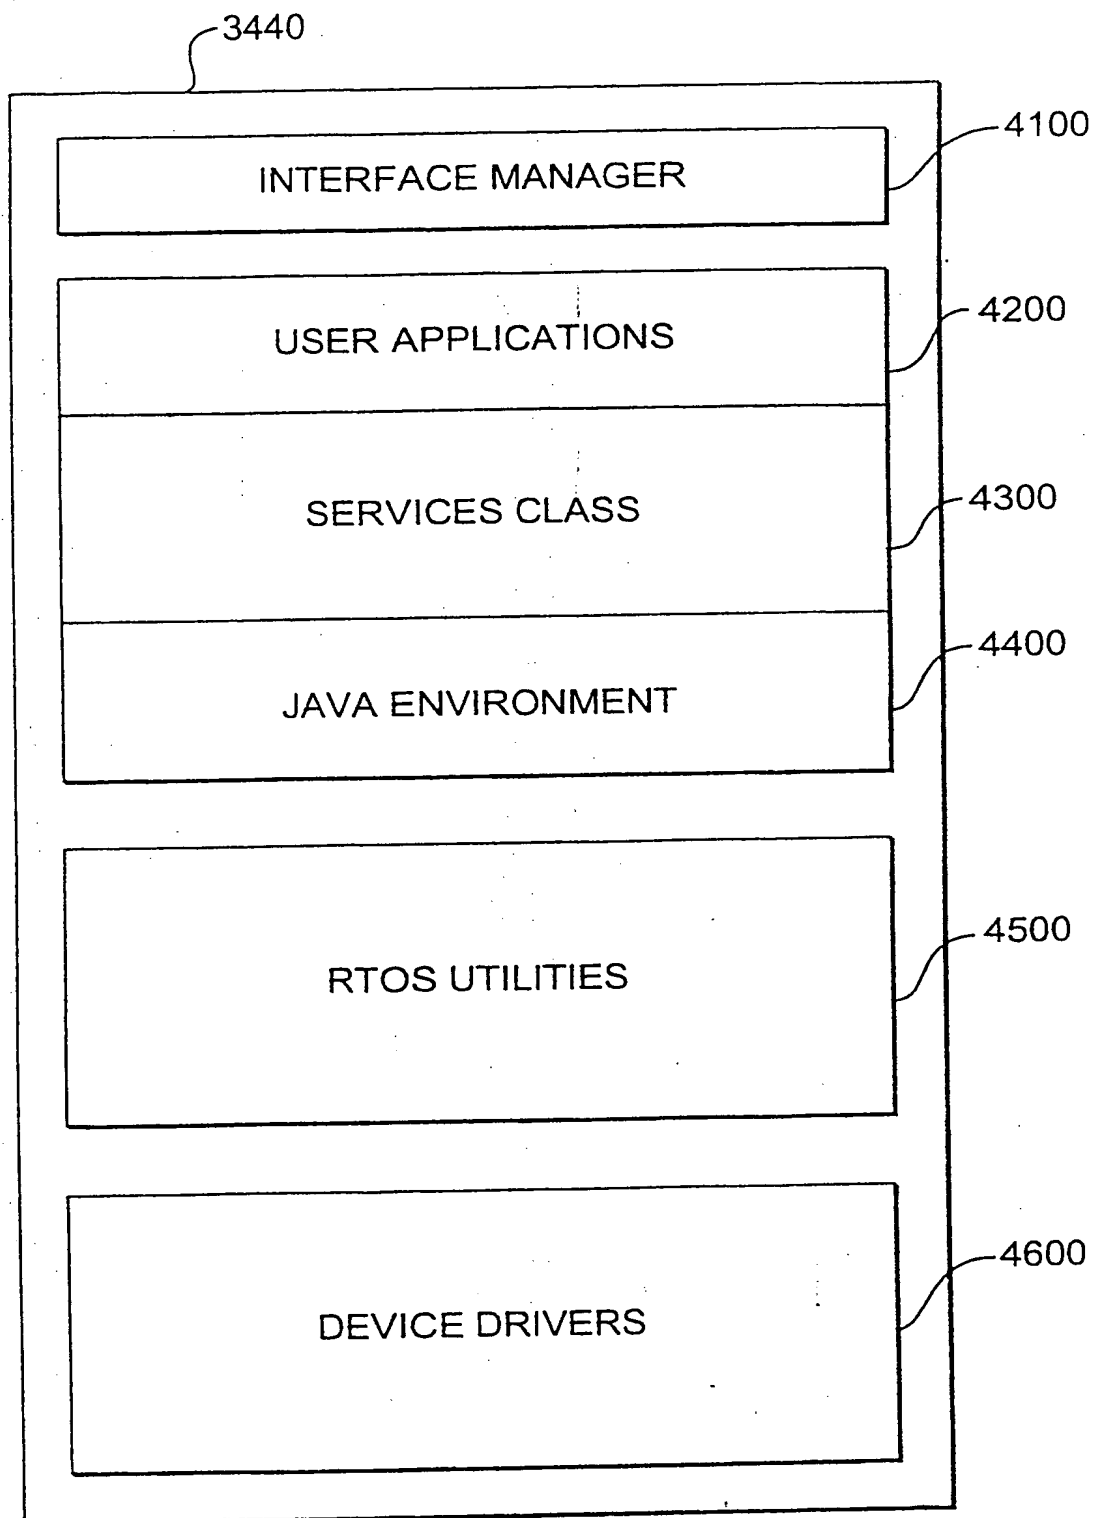 3440
INTERFACE MANAGER
4100
USER APPLICATIONS
4200
SERVICES CLASS
4300
JAVA ENVIRONMENT
4400
RTOS UTILITIES
4500
DEVICE DRIVERS
4600